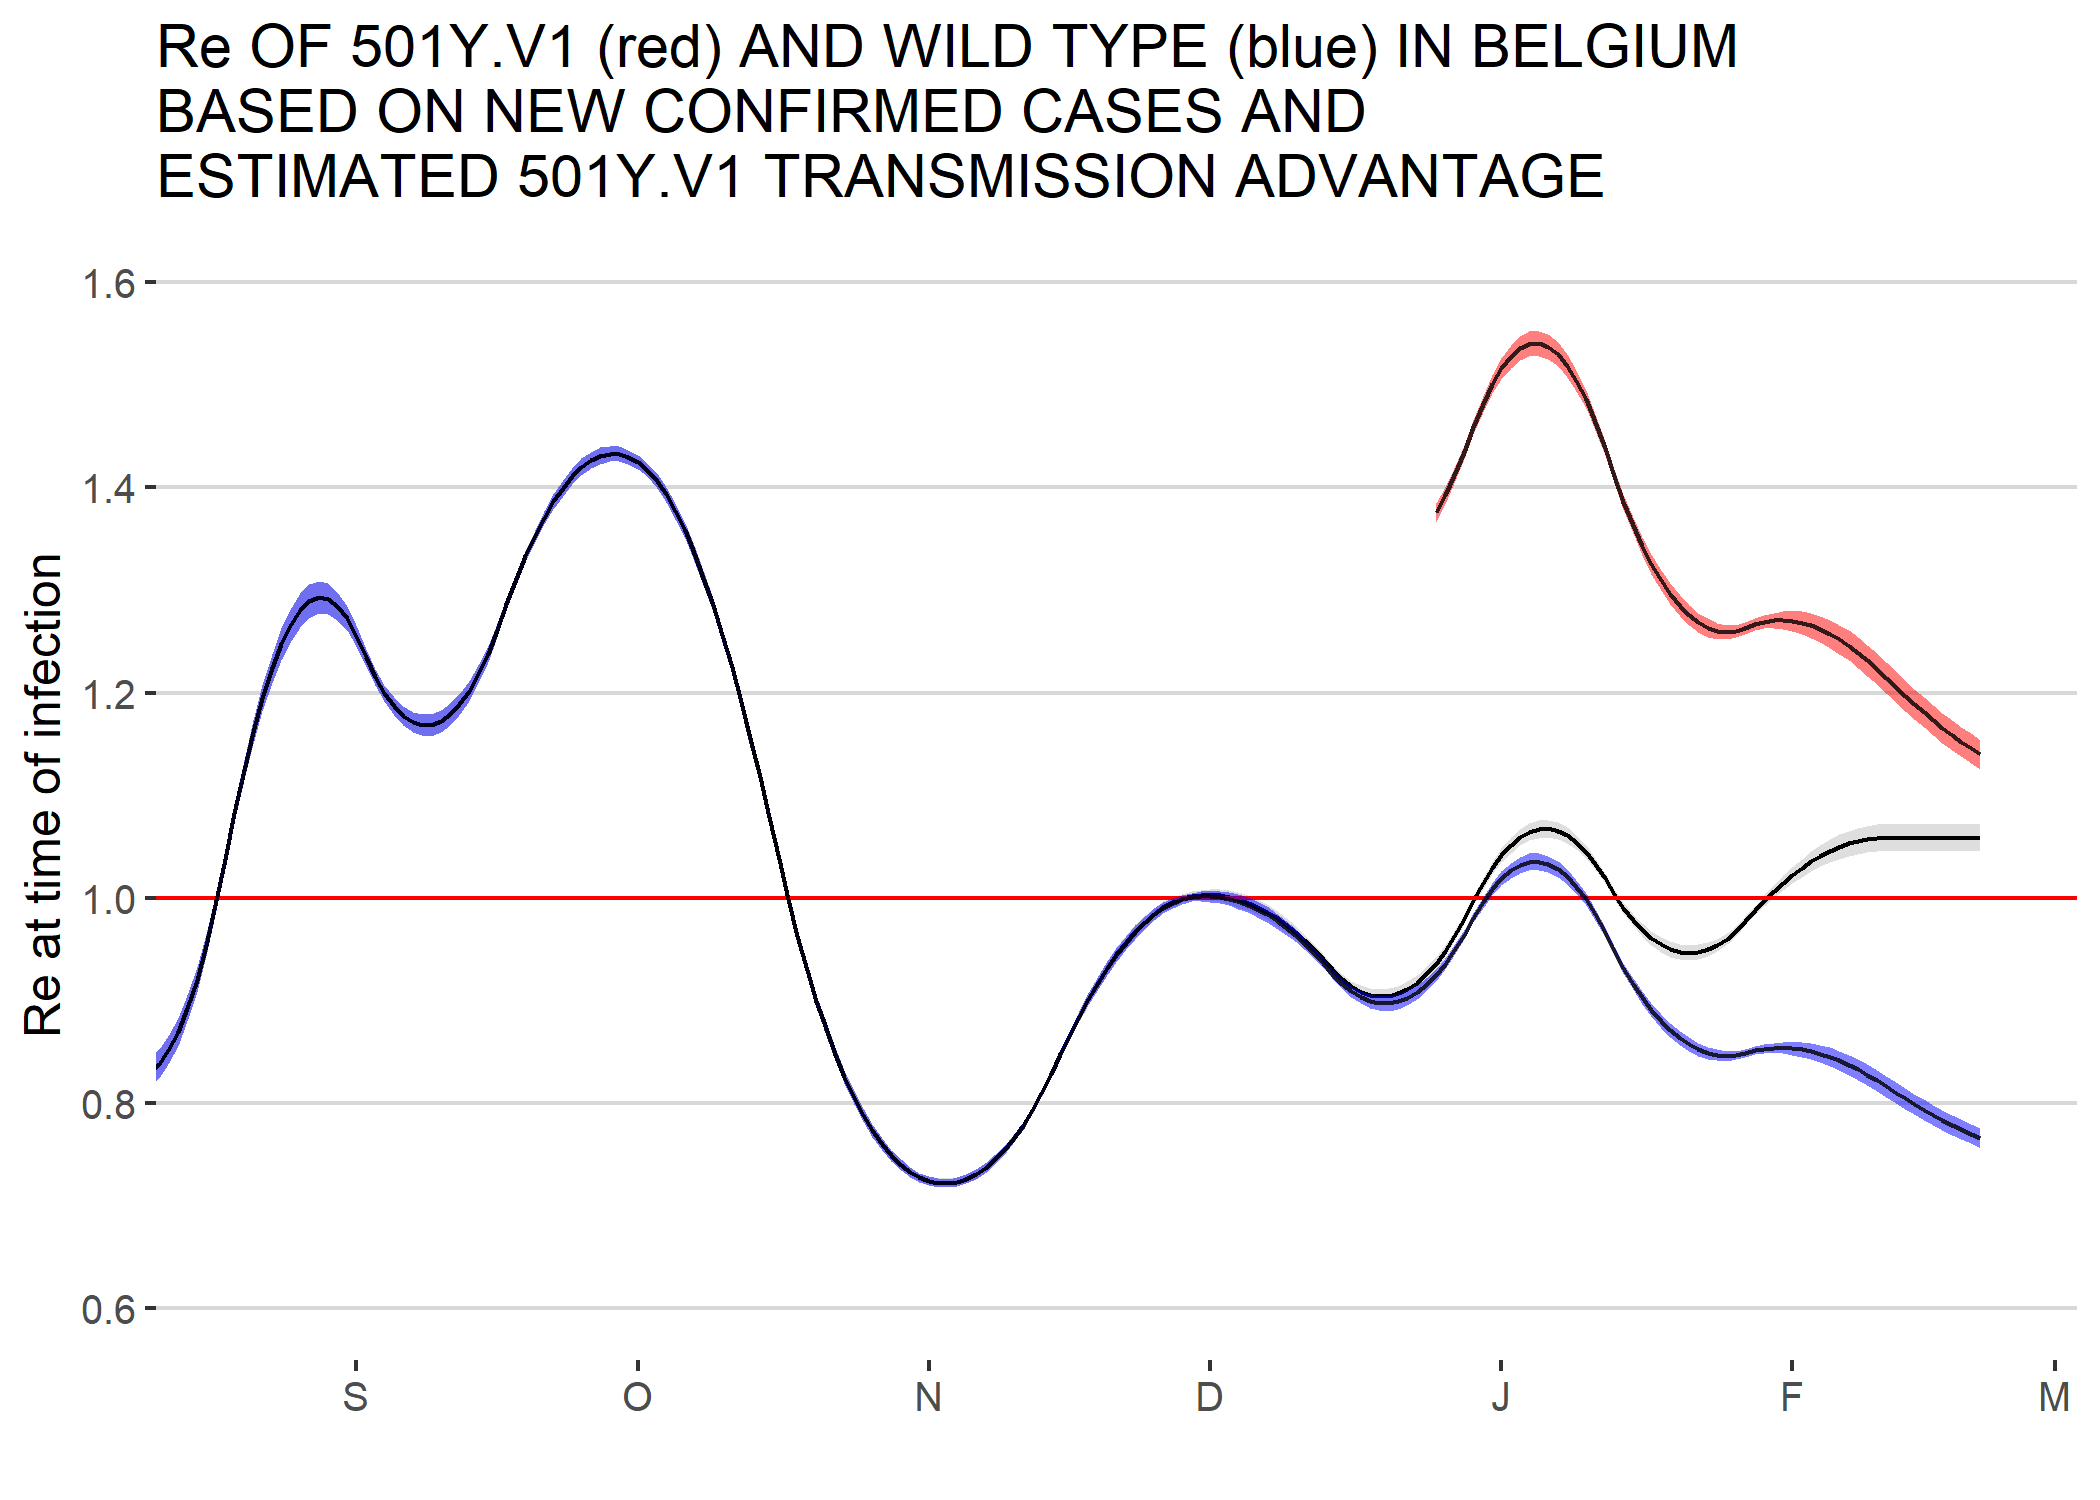 Re OF 501Y.V1 (red) AND WILD TYPE (blue) IN BELGIUM
BASED ON NEW CONFIRMED CASES AND
ESTIMATED 501Y.V1 TRANSMISSION ADVANTAGE
Re at time of infection
1.6
1.4
1.2
1.0
0.8
0.6
S O N D J F M